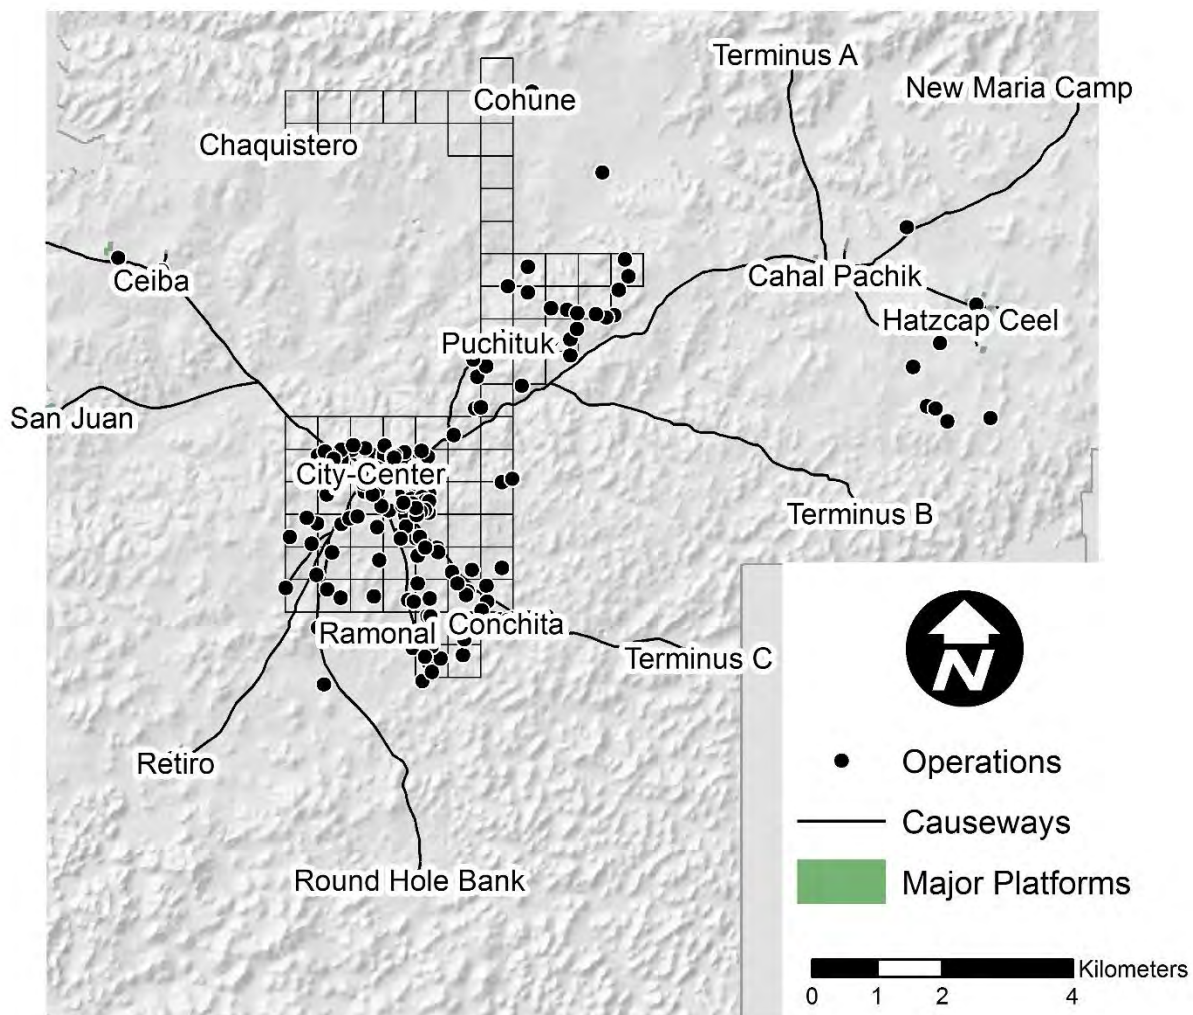 Terminus A
New Maria Camp
Cohune
Chaquistero
Cahal Pachik
Ceiba
Hatzcap Ceel
Puchituk
San Juan
City-Center
Terminus B
Ramonal
Conchita
Terminus C
Retiro
Round Hole Bank
N
Operations
Causeways
Major Platforms
Kilometers
0 1 2 4